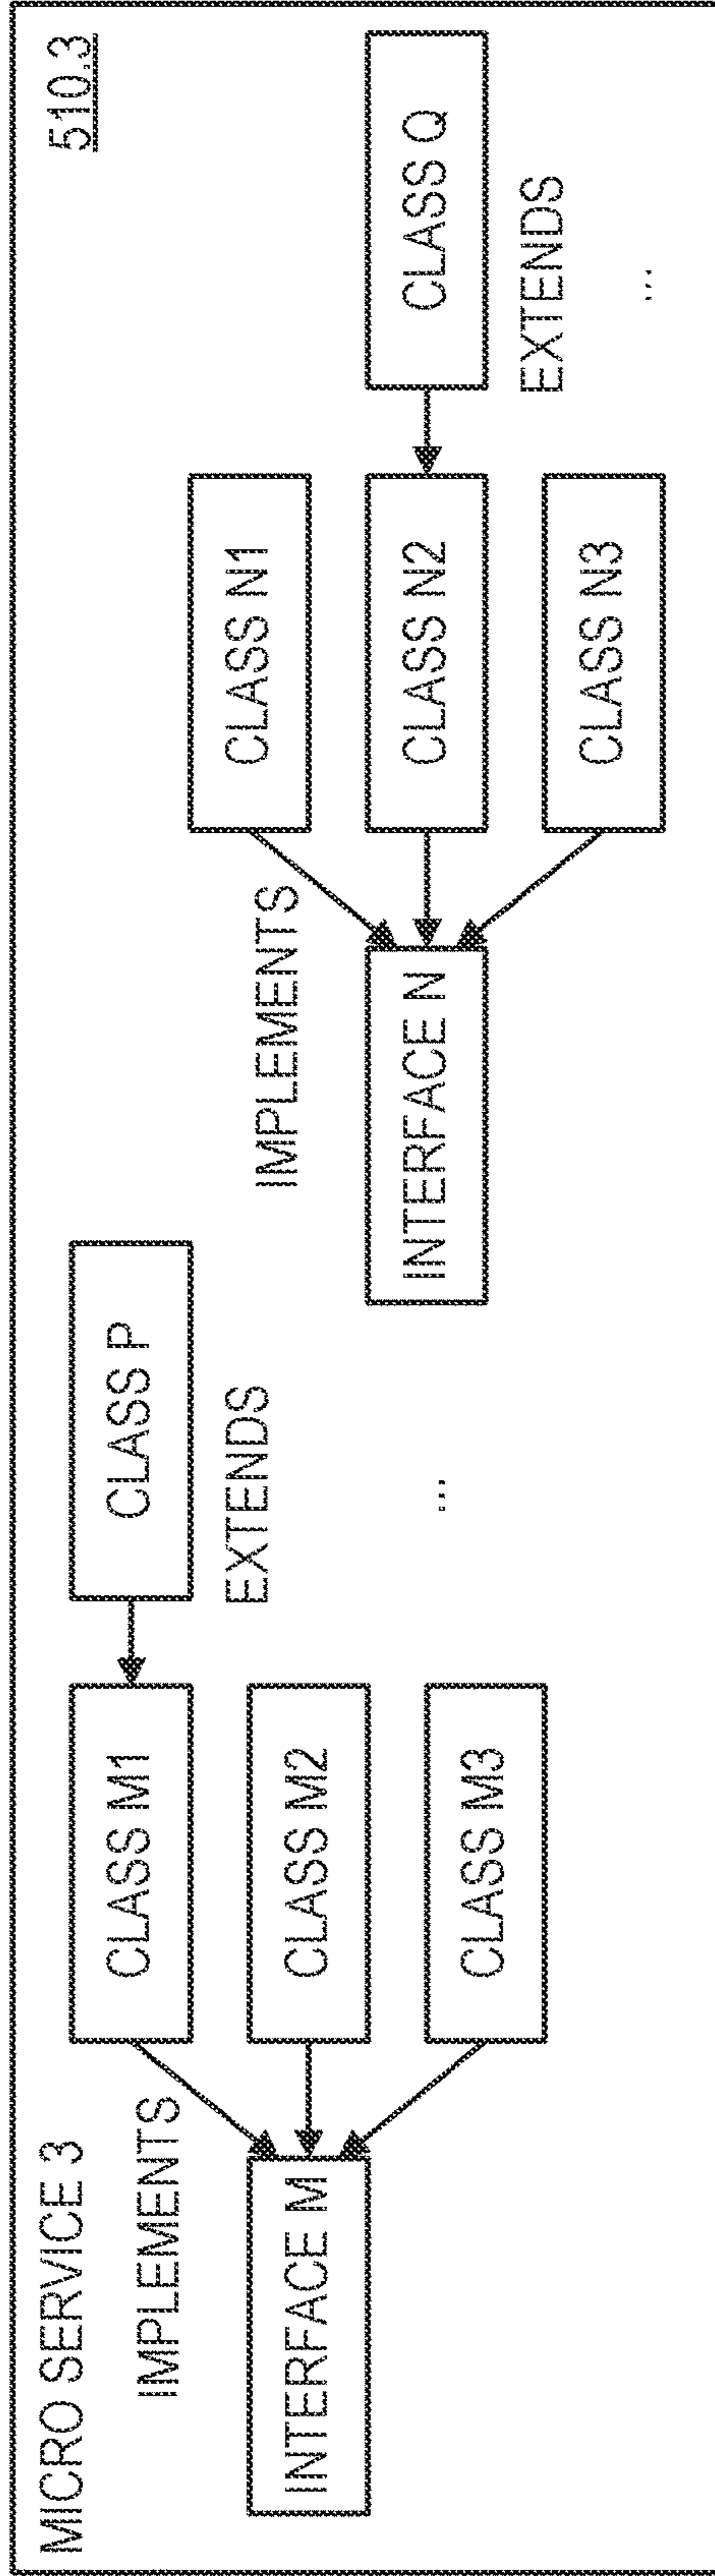 MICRO SERVICE 3
510.3
IMPLEMENTS
INTERFACE M
CLASS M1
CLASS M2
CLASS M3
CLASS P
EXTENDS
...
IMPLEMENTS
INTERFACE N
CLASS N1
CLASS N2
CLASS N3
CLASS Q
EXTENDS
...